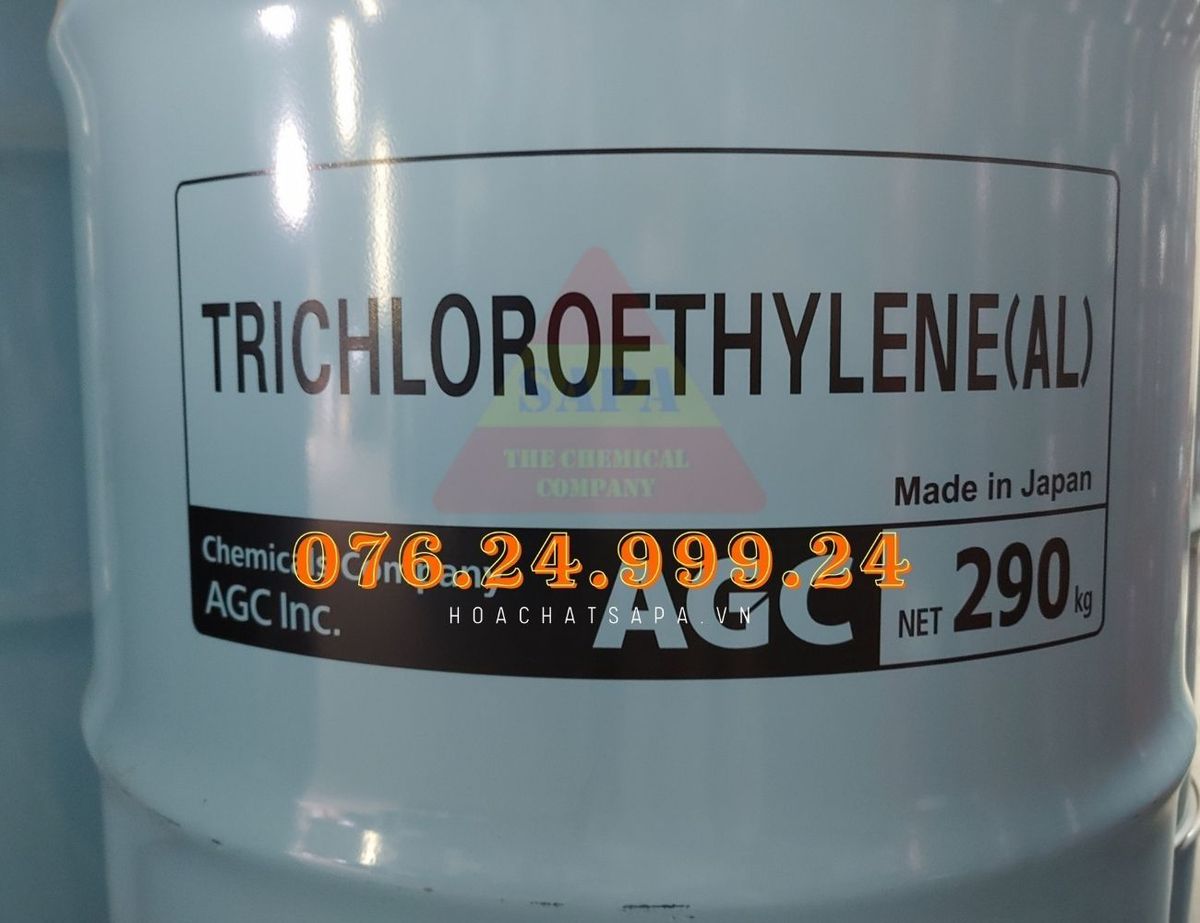 TRICHLOROETHYLENE(AL)
SAPA
THE CHEMICAL
COMPANY
Made in Japan
Chemicals Company
AGC Inc.
076.24.999.24
HOACHATSAPA.VN
AGC
NET 290 kg